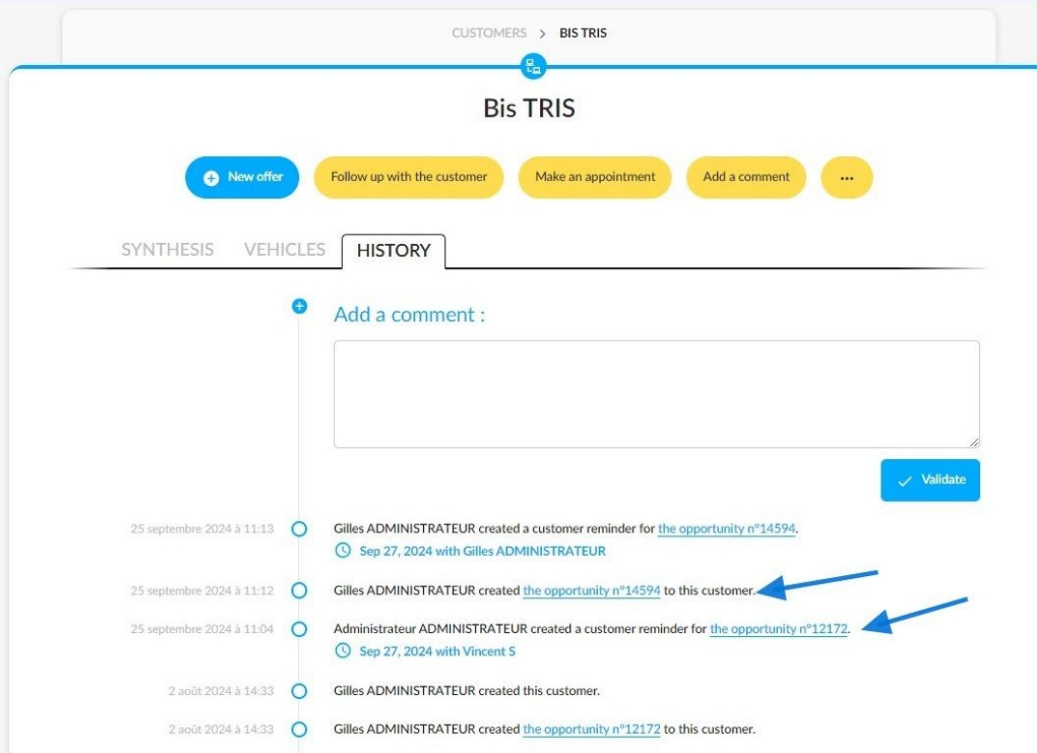 CUSTOMERS > BIS TRIS
Bis TRIS
New offer
Follow up with the customer
Make an appointment
Add a comment
...
SYNTHESIS
VEHICLES
HISTORY
Add a comment :
Validate
25 septembre 2024 à 11:13
Gilles ADMINISTRATEUR created a customer reminder for the opportunity n°14594.
Sep 27, 2024 with Gilles ADMINISTRATEUR
25 septembre 2024 à 11:12
Gilles ADMINISTRATEUR created the opportunity n°14594 to this customer.
25 septembre 2024 à 11:04
Administrateur ADMINISTRATEUR created a customer reminder for the opportunity n°12172.
Sep 27, 2024 with Vincent S
2 août 2024 à 14:33
Gilles ADMINISTRATEUR created this customer.
2 août 2024 à 14:33
Gilles ADMINISTRATEUR created the opportunity n°12172 to this customer.